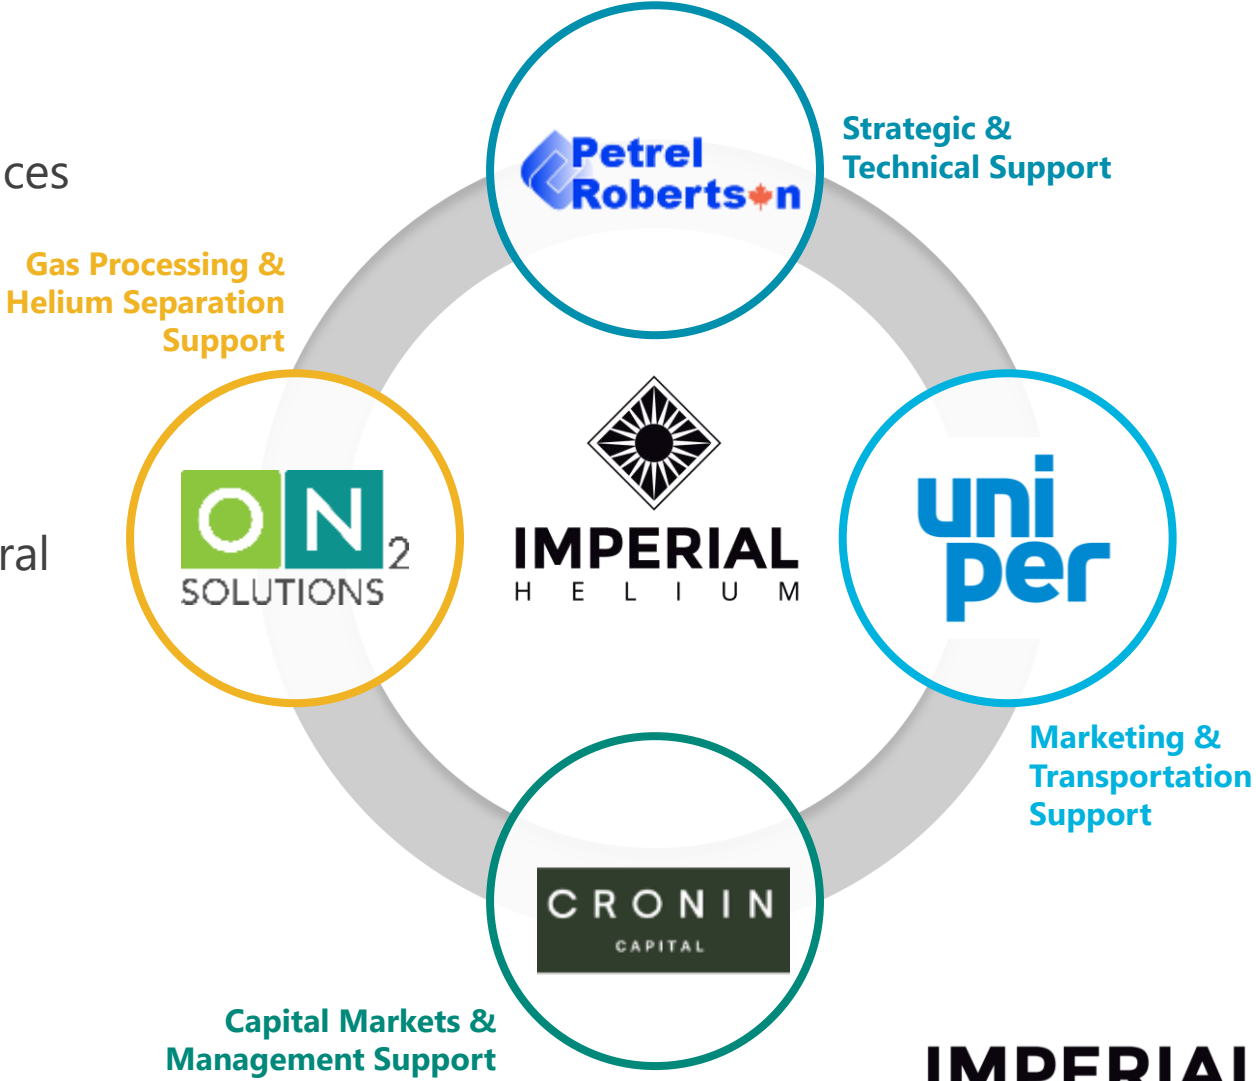 Petrel
Robertson
Strategic &
Technical Support
ces
Gas Processing &
Helium Separation
Support
ON2
SOLUTIONS
IMPERIAL
HELIUM
uni
per
ral
Marketing &
Transportation
Support
CRONIN
CAPITAL
Capital Markets &
Management Support
IMPERIAL